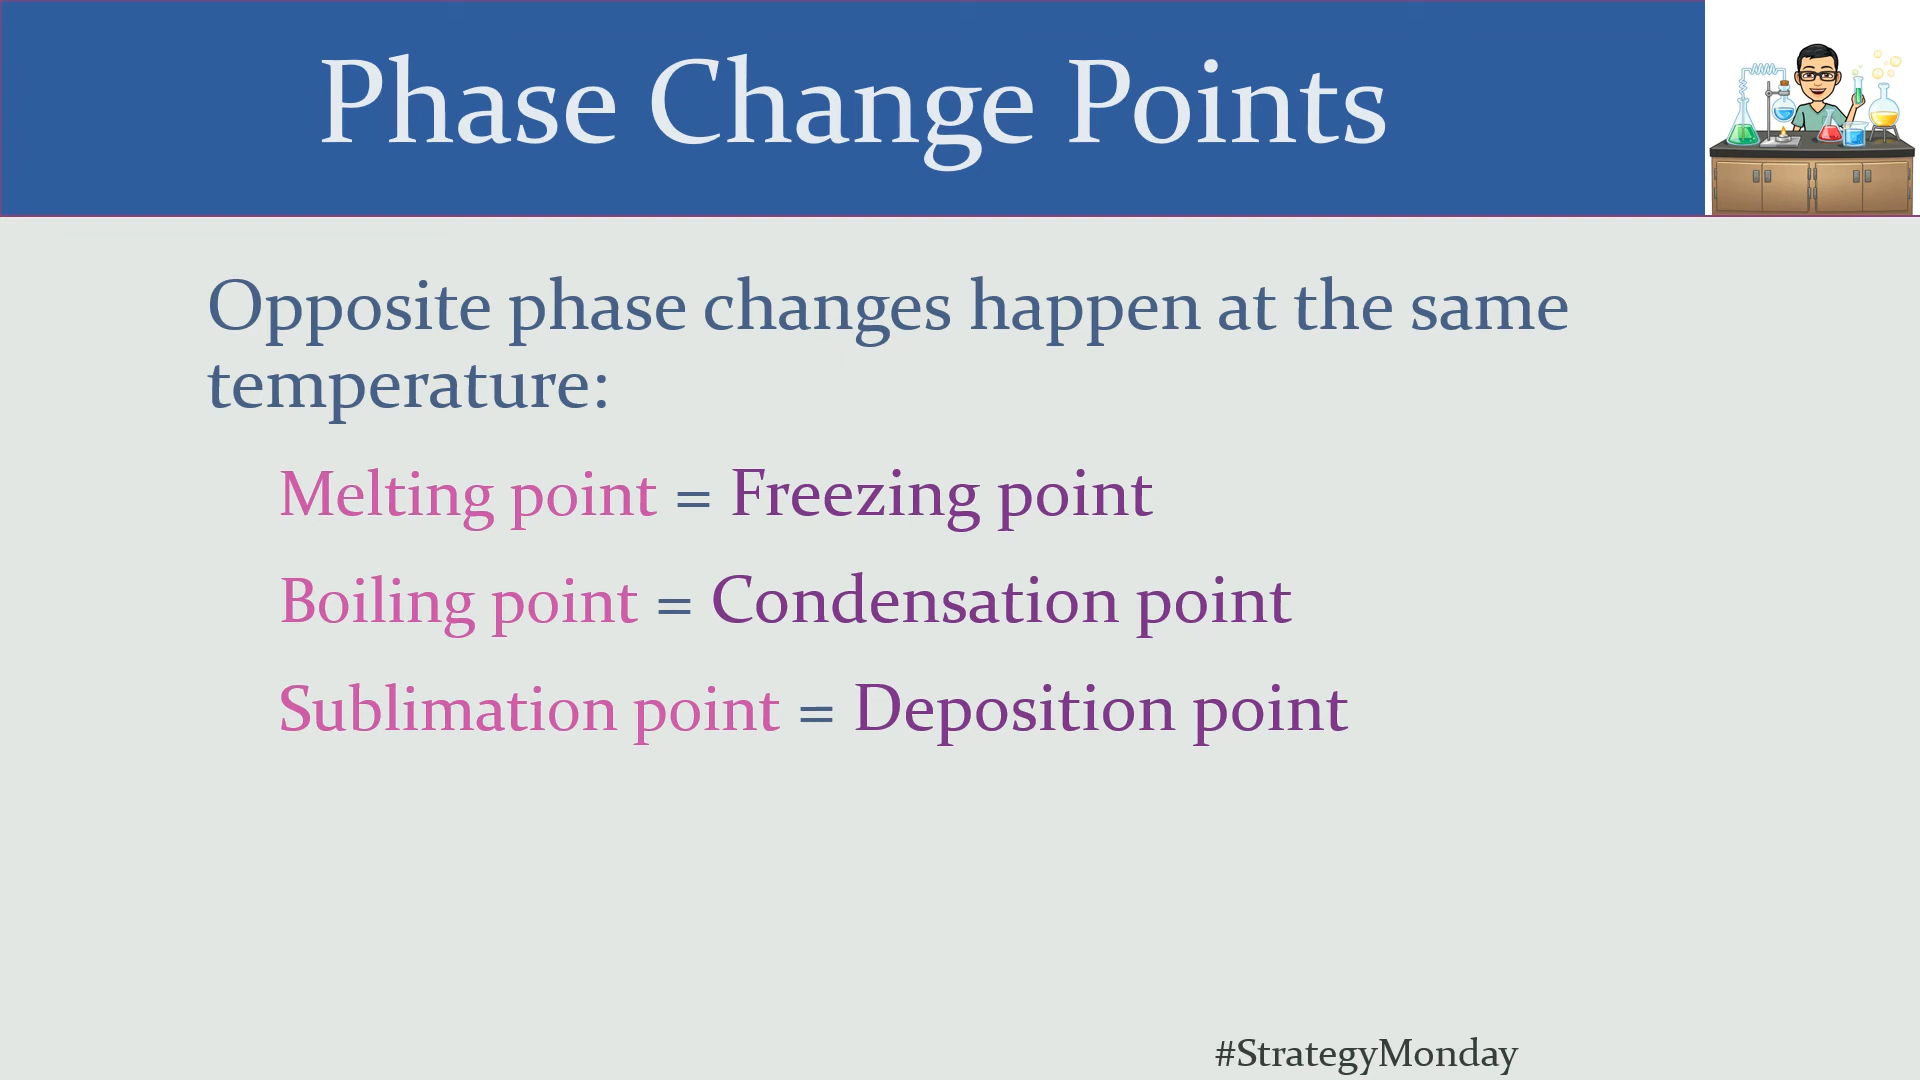 Phase Change Points
Opposite phase changes happen at the same
temperature:
Melting point = Freezing point
Boiling point = Condensation point
Sublimation point = Deposition point
#StrategyMonday